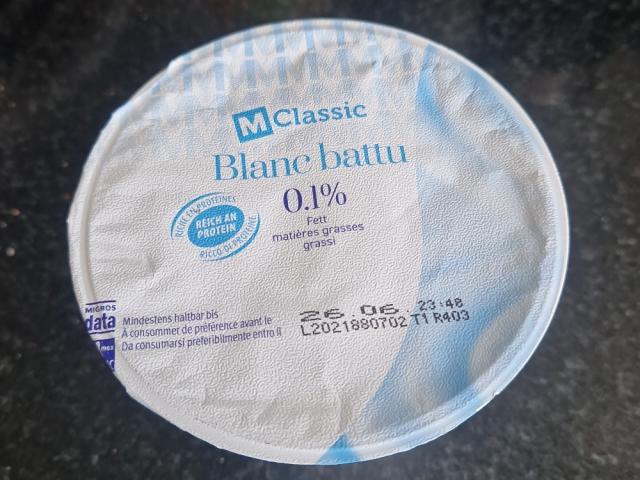 M Classic
Blanc battu
0.1%
Fett
matières grasses
grassi
RICHE EN PROTÉINES
REICH AN
PROTEIN
RICCO DI PROTEINE
MIGROS
data
Mindestens haltbar bis
À consommer de préférence avant le
Da consumarsi preferibilmente entro il
26.06 23:48
L2021880702 T1 R403